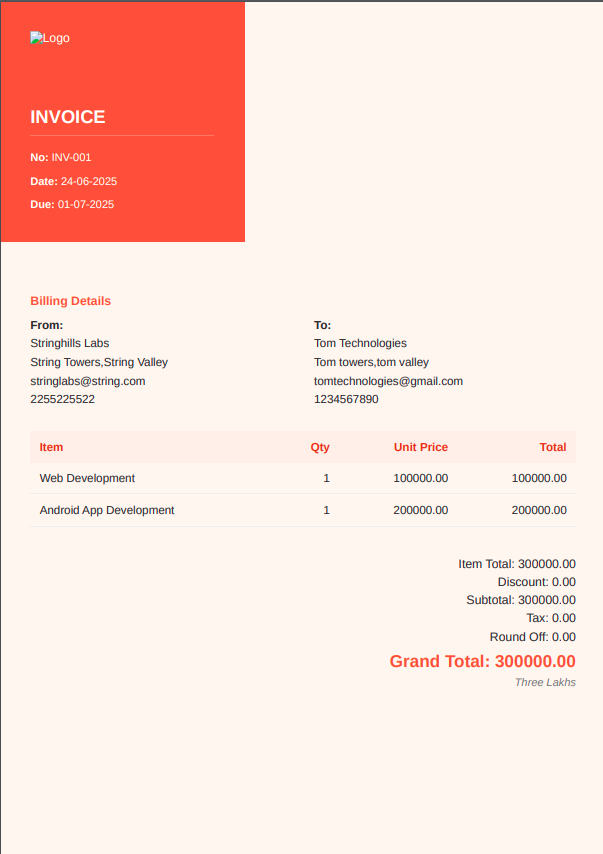 Logo
INVOICE
No: INV-001
Date: 24-06-2025
Due: 01-07-2025
Billing Details
From:
Stringhills Labs
String Towers,String Valley
stringlabs@string.com
2255225522
To:
Tom Technologies
Tom towers,tom valley
tomtechnologies@gmail.com
1234567890
Item Qty Unit Price Total
Web Development 1 100000.00 100000.00
Android App Development 1 200000.00 200000.00
Item Total: 300000.00
Discount: 0.00
Subtotal: 300000.00
Tax: 0.00
Round Off: 0.00
Grand Total: 300000.00
Three Lakhs